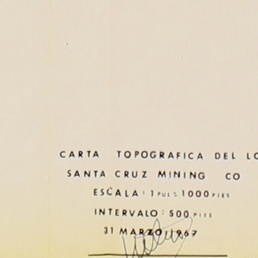 CARTA TOPOGRAFICA DEL LO
SANTA CRUZ MINING CO
ESCALA: 1 PUL = 1000 PIES
INTERVALO: 500 PIES
31 MARZO 1967